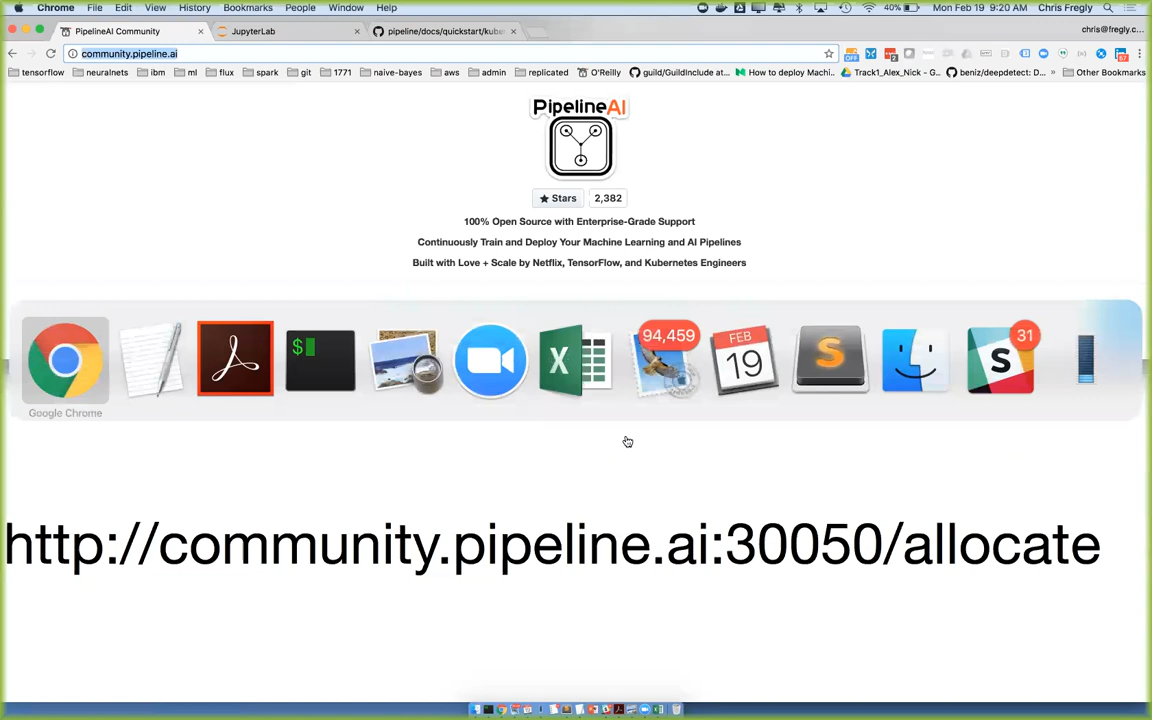 Chrome File Edit View History Bookmarks People Window Help 40% Mon Feb 19 9:20 AM Chris Fregly
PipelineAI Community JupyterLab pipeline/docs/quickstart/kube chris@fregly.c
community.pipeline.ai
tensorflow neuralnets ibm ml flux spark git 1771 naive-bayes aws admin replicated O'Reilly guild/GuildInclude at... How to deploy Machi... Track1_Alex_Nick - G... beniz/deepdetect: D... » Other Bookmarks
PipelineAI
Stars 2,382
100% Open Source with Enterprise-Grade Support
Continuously Train and Deploy Your Machine Learning and AI Pipelines
Built with Love + Scale by Netflix, TensorFlow, and Kubernetes Engineers
94,459
FEB
19
31
$
Google Chrome
http://community.pipeline.ai:30050/allocate